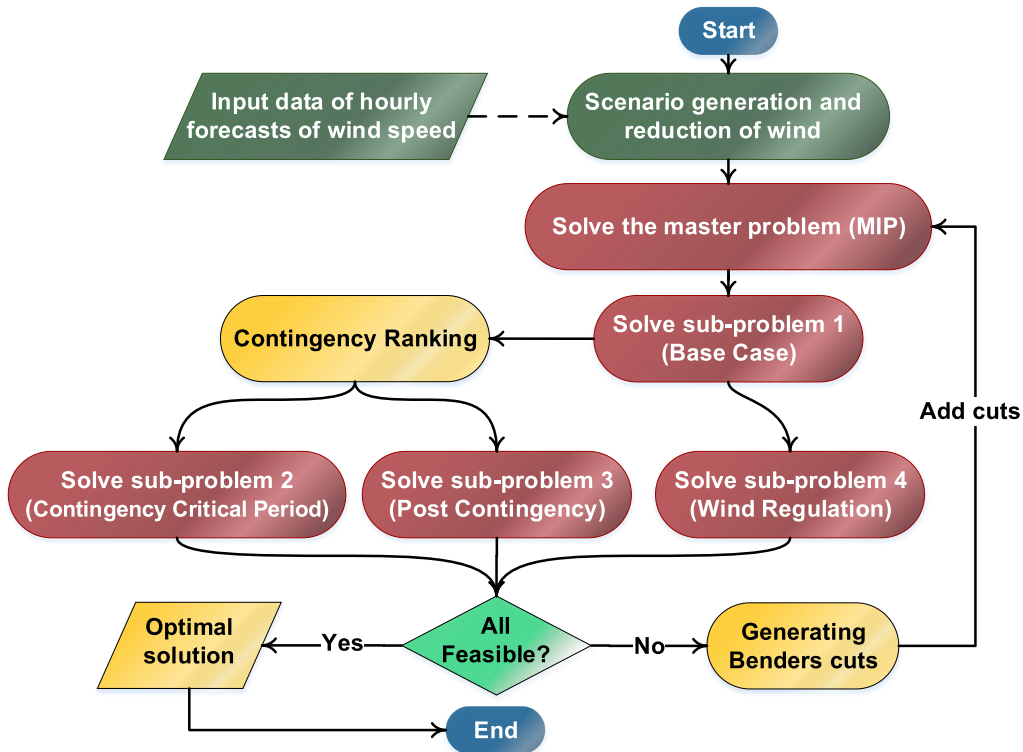 Start
Input data of hourly
forecasts of wind speed
Scenario generation and
reduction of wind
Solve the master problem (MIP)
Contingency Ranking
Solve sub-problem 1
(Base Case)
Add cuts
Solve sub-problem 2
(Contingency Critical Period)
Solve sub-problem 3
(Post Contingency)
Solve sub-problem 4
(Wind Regulation)
Optimal
solution
Yes
All
Feasible?
No
Generating
Benders cuts
End